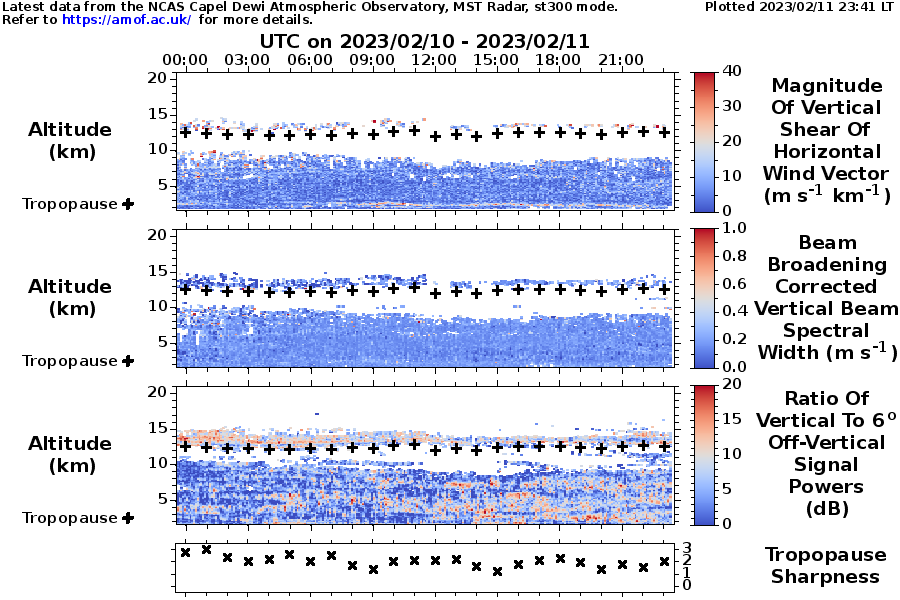 Latest data from the NCAS Capel Dewi Atmospheric Observatory, MST Radar, st300 mode.
Plotted 2023/02/11 23:41 LT
Refer to https://amof.ac.uk/ for more details.
UTC on 2023/02/10 - 2023/02/11
00:00 03:00 06:00 09:00 12:00 15:00 18:00 21:00
20
15
10
5
Altitude
(km)
Tropopause +
40
30
20
10
0
Magnitude
Of Vertical
Shear Of
Horizontal
Wind Vector
(m s-1 km-1)
20
15
10
5
Altitude
(km)
Tropopause +
1.0
0.8
0.6
0.4
0.2
0.0
Beam
Broadening
Corrected
Vertical Beam
Spectral
Width (m s-1)
20
15
10
5
Altitude
(km)
Tropopause +
20
15
10
5
0
Ratio Of
Vertical To 6o
Off-Vertical
Signal
Powers
(dB)
3
2
1
0
Tropopause
Sharpness